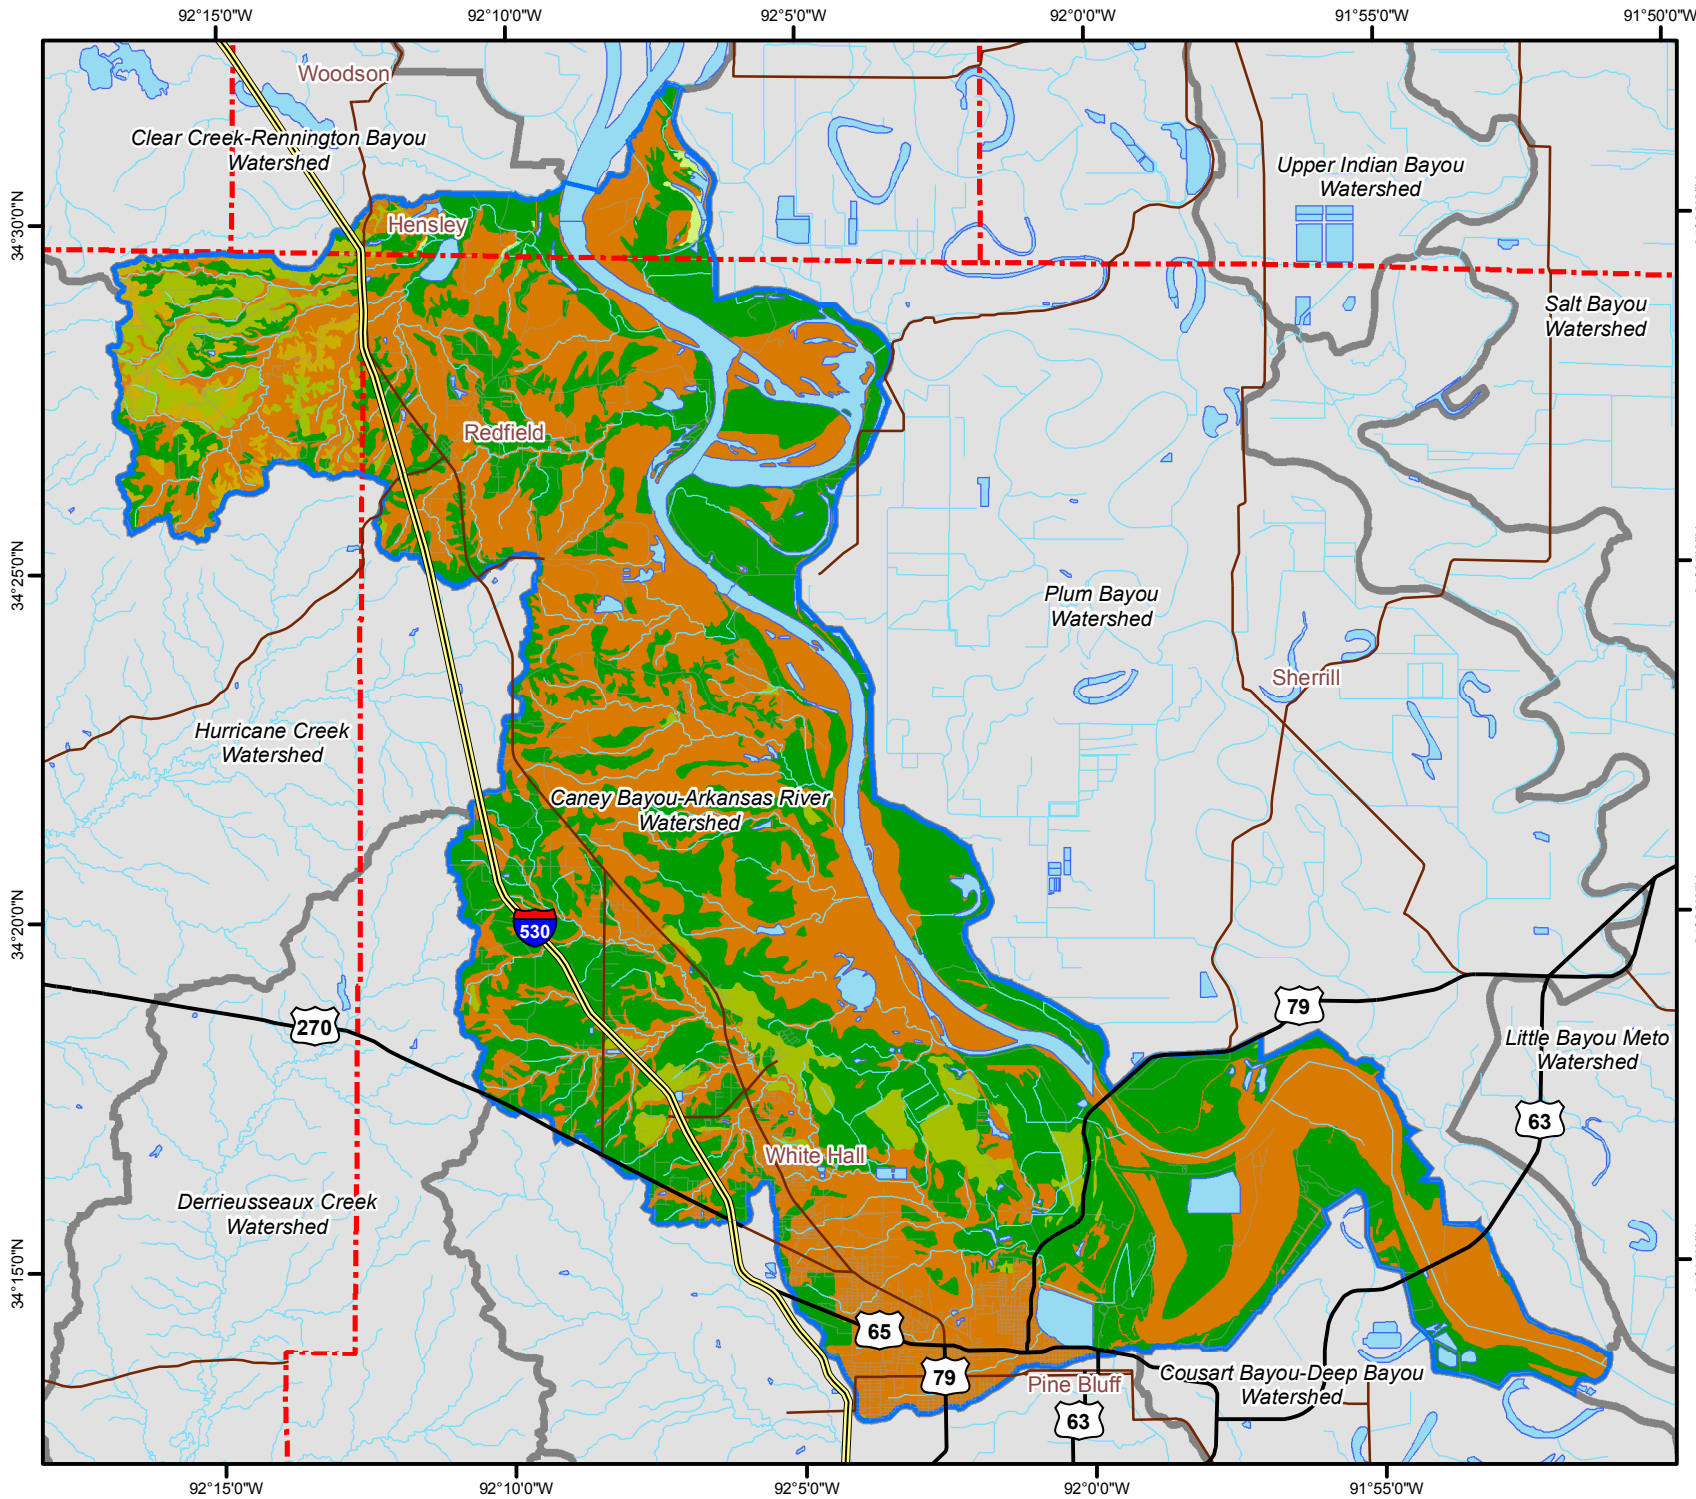 92°15'0"W
92°10'0"W
92°5'0"W
92°0'0"W
91°55'0"W
91°50'0"W
Woodson
Clear Creek-Rennington Bayou
Watershed
Upper Indian Bayou
Watershed
34°30'0"N
Hensley
Salt Bayou
Watershed
Redfield
34°25'0"N
Plum Bayou
Watershed
Sherrill
Hurricane Creek
Watershed
Caney Bayou-Arkansas River
Watershed
34°20'0"N
530
270
79
Little Bayou Meto
Watershed
63
White Hall
Derrieusseaux Creek
Watershed
34°15'0"N
65
79
Pine Bluff
Cousart Bayou-Deep Bayou
Watershed
63
92°15'0"W
92°10'0"W
92°5'0"W
92°0'0"W
91°55'0"W